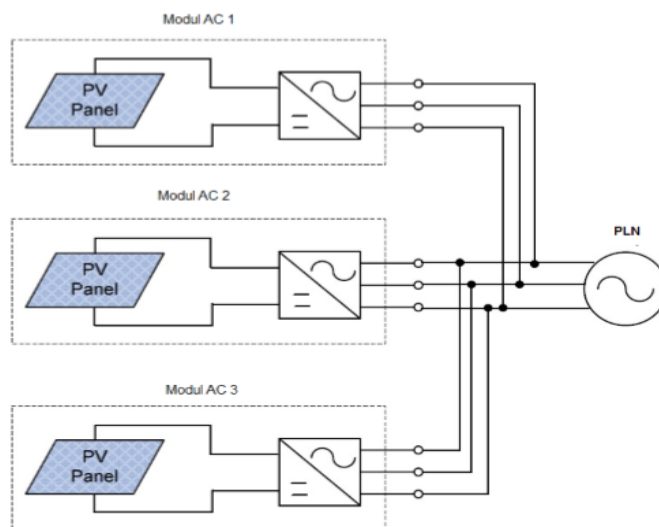 Modul AC 1
PV
Panel
Modul AC 2
PV
Panel
PLN
Modul AC 3
PV
Panel